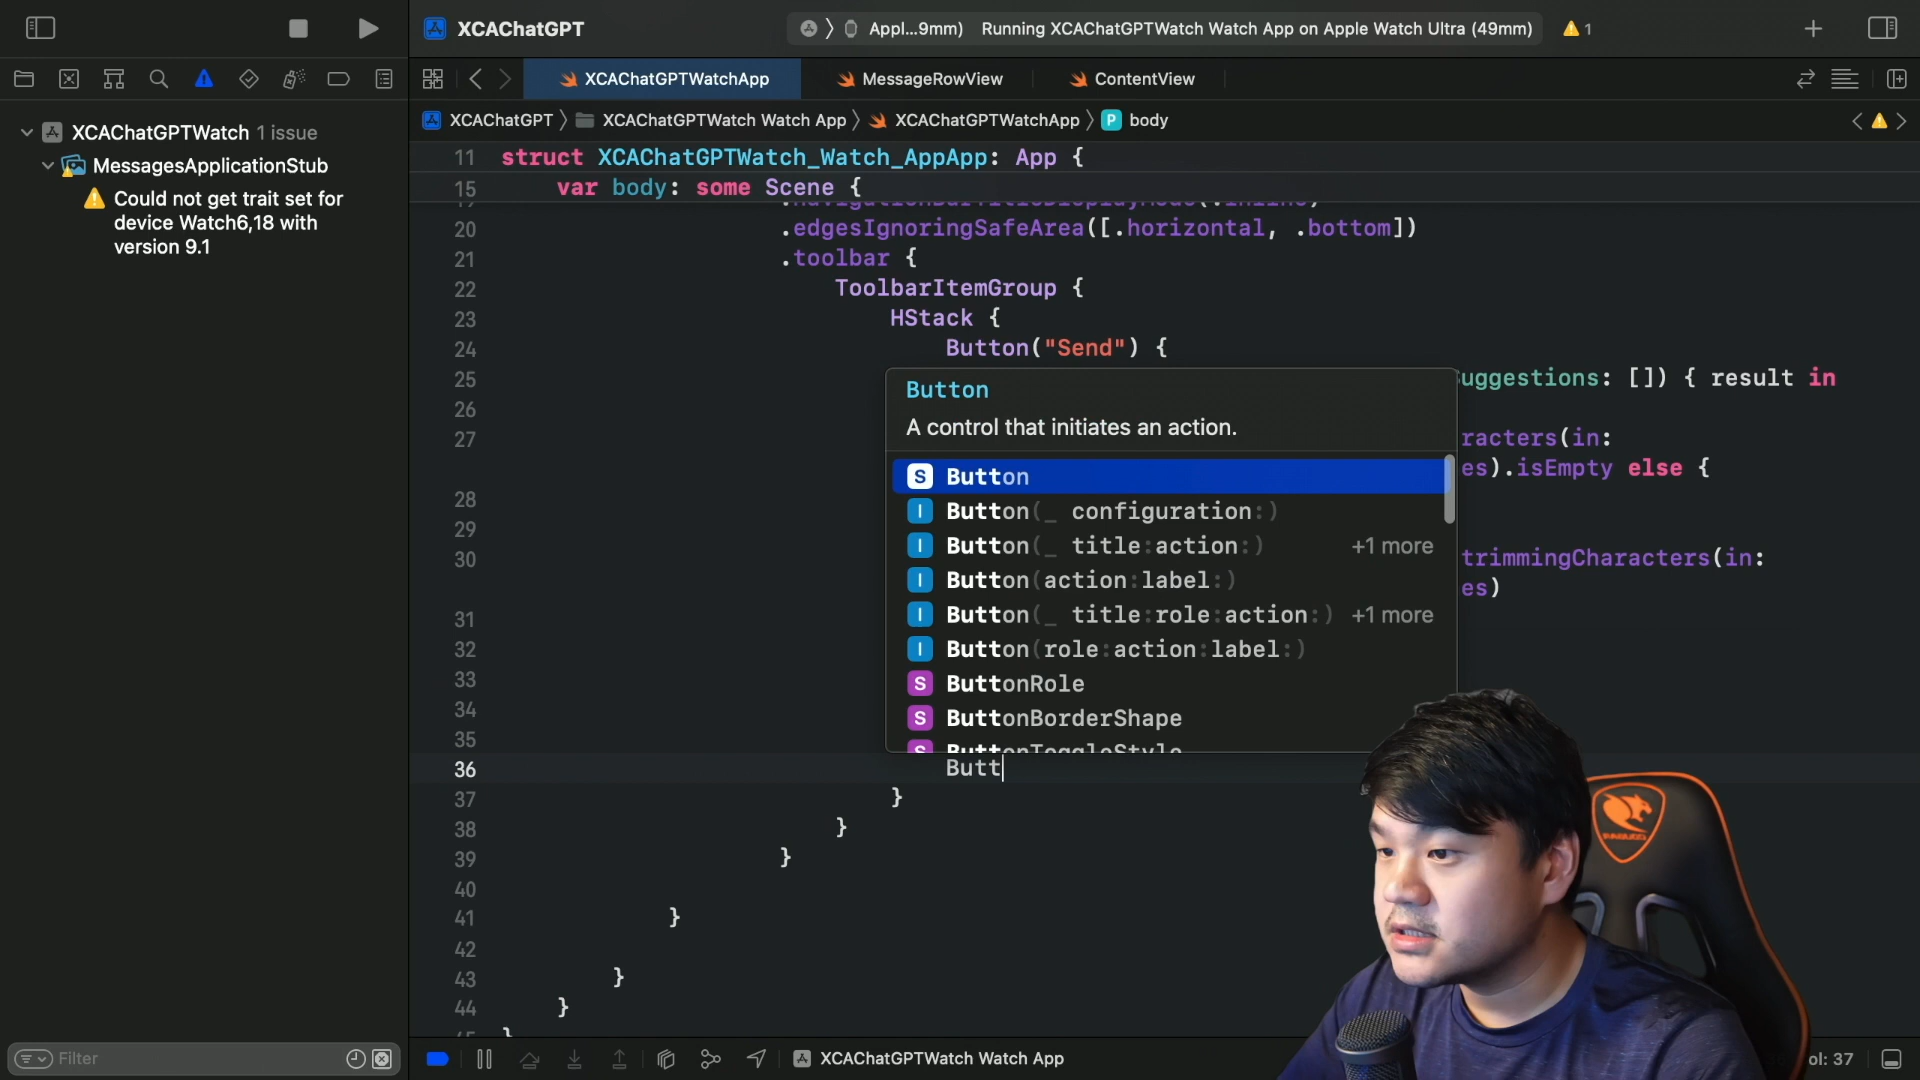 XCAChatGPT
Appl...9mm) Running XCAChatGPTWatch Watch App on Apple Watch Ultra (49mm) 1
XCAChatGPTWatchApp MessageRowView ContentView
XCAChatGPT XCAChatGPTWatch Watch App XCAChatGPTWatchApp P body
XCAChatGPTWatch 1 issue
MessagesApplicationStub
Could not get trait set for
device Watch6,18 with
version 9.1
11 struct XCAChatGPTWatch_Watch_AppApp: App {
15 var body: some Scene {
20 .edgesIgnoringSafeArea([.horizontal, .bottom])
21 .toolbar {
22 ToolbarItemGroup {
23 HStack {
24 Button("Send") {
25 uggestions: []) { result in
26
27 racters(in:
es).isEmpty else {
28
29
30 trimmingCharacters(in:
es)
31
32
33
34
35
Button
A control that initiates an action.
S Button
I Button(_ configuration:)
I Button(_ title:action:) +1 more
I Button(action:label:)
I Button(_ title:role:action:) +1 more
I Button(role:action:label:)
S ButtonRole
S ButtonBorderShape
S ButtonToggleStyle
36 Butt
37 }
38 }
39 }
40
41 }
42
43 }
44 }
Filter
XCAChatGPTWatch Watch App
ol: 37